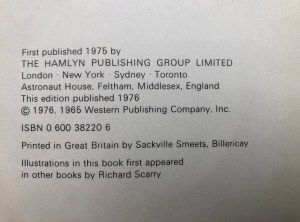 First published 1975 by
THE HAMLYN PUBLISHING GROUP LIMITED
London · New York · Sydney · Toronto
Astronaut House, Feltham, Middlesex, England
This edition published 1976
© 1976, 1965 Western Publishing Company, Inc.
ISBN 0 600 38220 6
Printed in Great Britain by Sackville Smeets, Billericay
Illustrations in this book first appeared
in other books by Richard Scarry